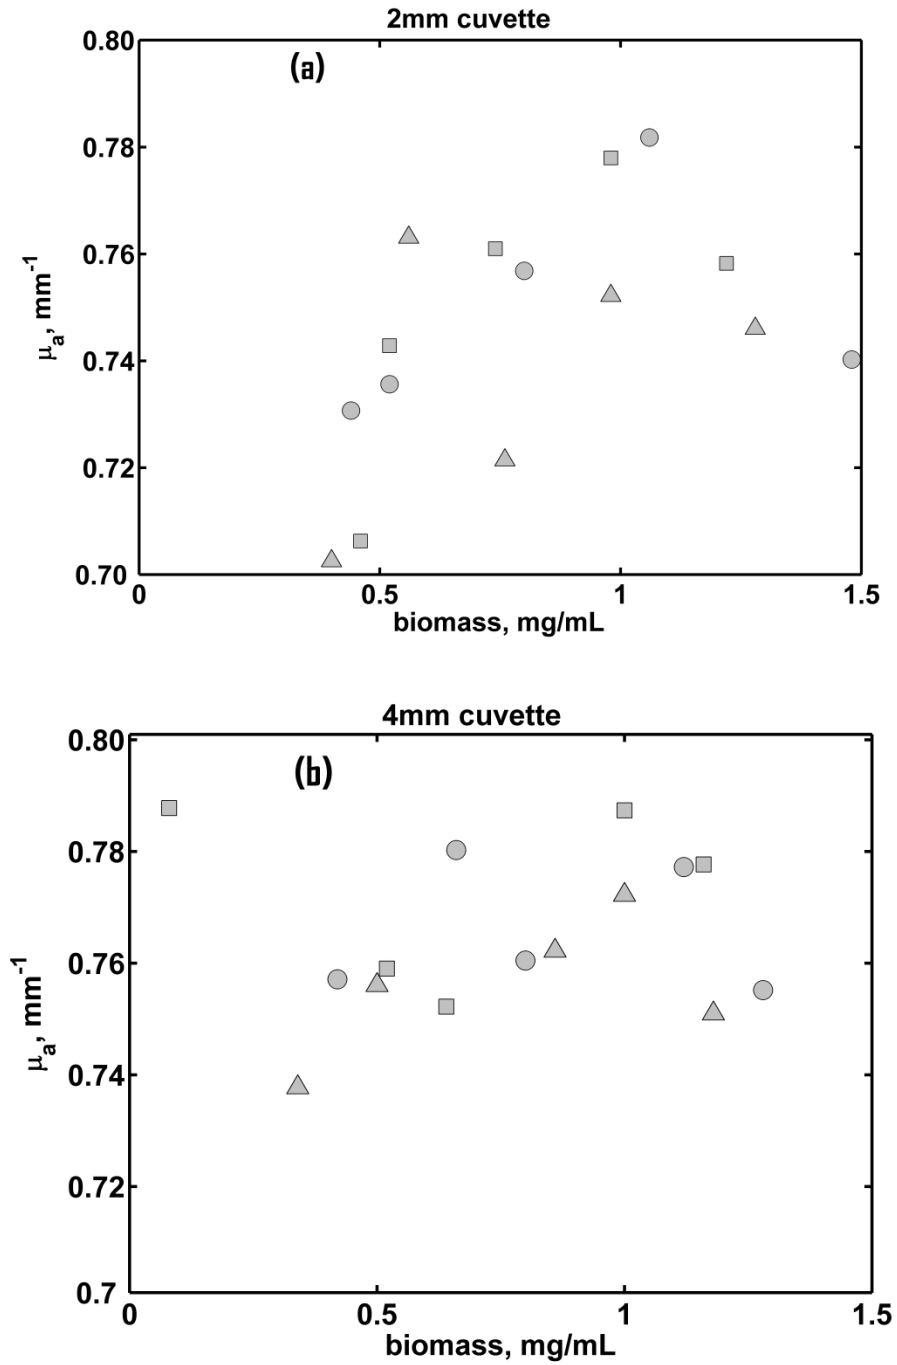 2mm cuvette
(a)
0.80
0.78
0.76
0.74
0.72
0.70
μa, mm-1
0 0.5 1 1.5
biomass, mg/mL
4mm cuvette
(b)
0.80
0.78
0.76
0.74
0.72
0.7
μa, mm-1
0 0.5 1 1.5
biomass, mg/mL